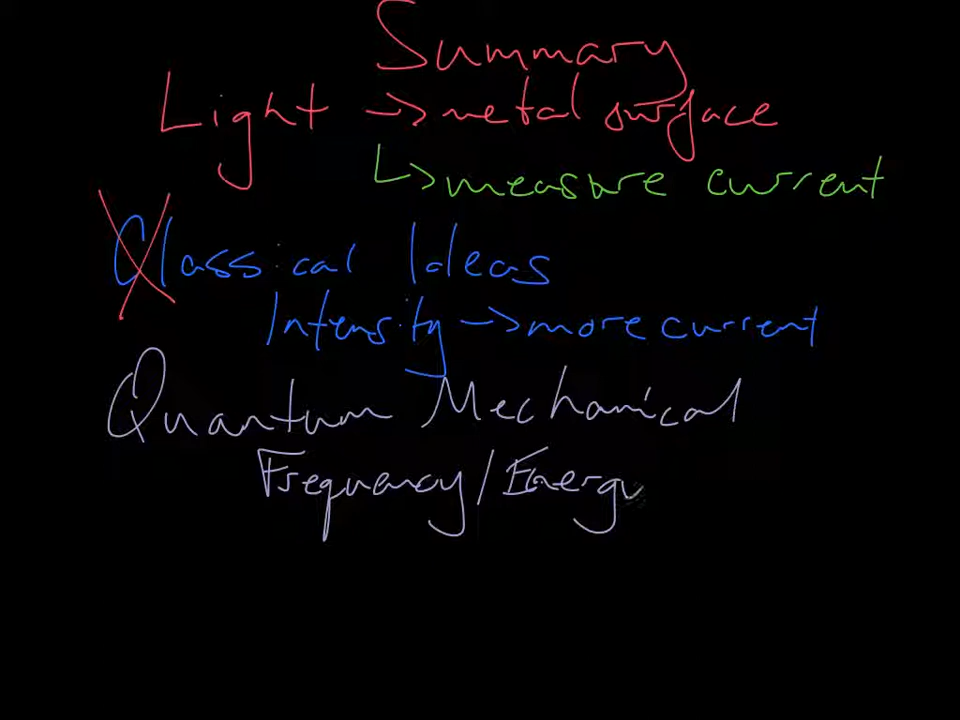 Summary
Light → metal surface
↳ measure current
Classical Ideas
Intensity → more current
Quantum Mechanical
Frequency/Energy